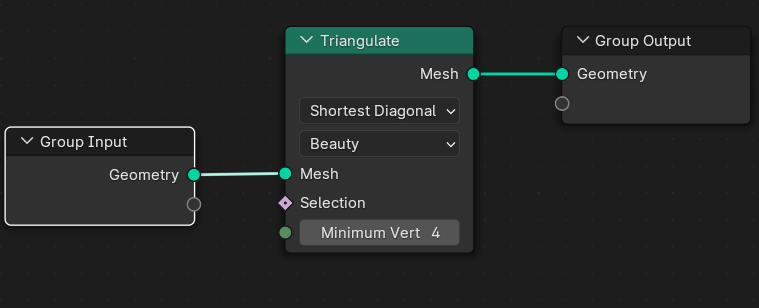 Group Input
Geometry
Triangulate
Mesh
Shortest Diagonal
Beauty
Mesh
Selection
Minimum Vert 4
Group Output
Geometry